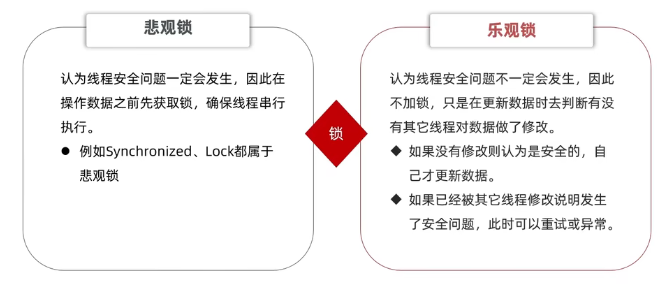 悲观锁
认为线程安全问题一定会发生，因此在
操作数据之前先获取锁，确保线程串行
执行。
● 例如Synchronized、Lock都属于
悲观锁
锁
乐观锁
认为线程安全问题不一定会发生，因此
不加锁，只是在更新数据时去判断有没
有其它线程对数据做了修改。
◆ 如果没有修改则认为是安全的，自
己才更新数据。
◆ 如果已经被其它线程修改说明发生
了安全问题，此时可以重试或异常。